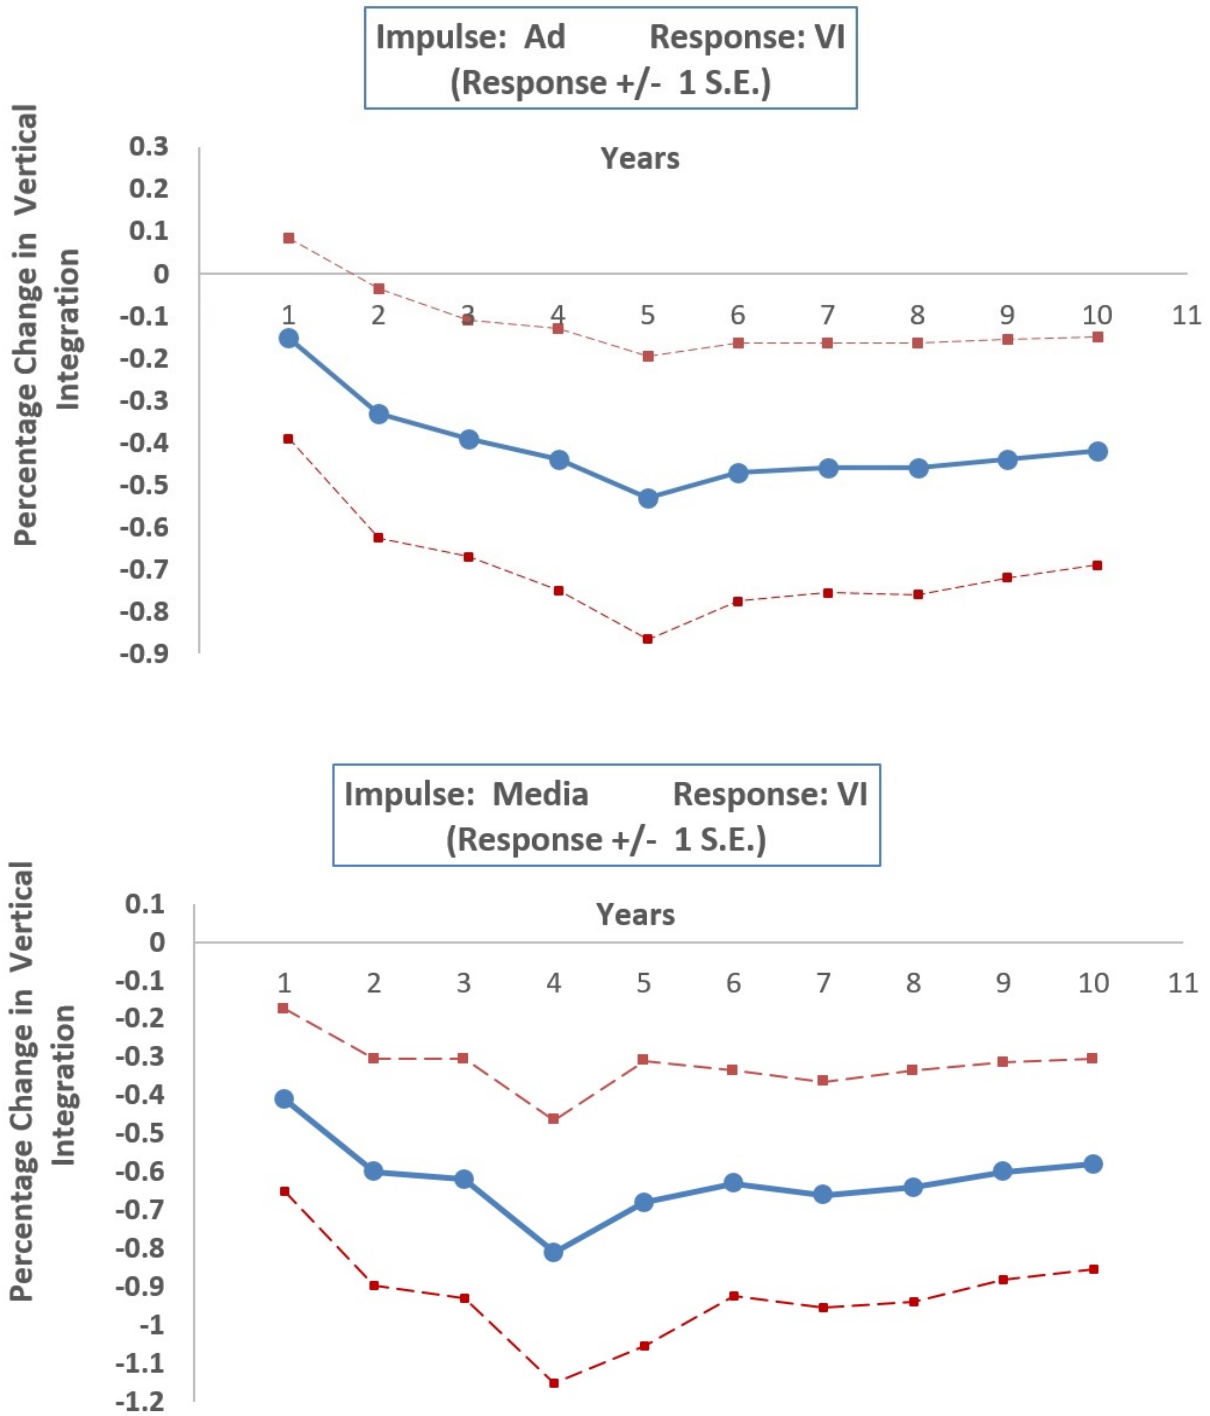 Impulse: Ad Response: VI
(Response +/- 1 S.E.)
Percentage Change in Vertical
Integration
Years
0.3
0.2
0.1
0
-0.1
-0.2
-0.3
-0.4
-0.5
-0.6
-0.7
-0.8
-0.9
1 2 3 4 5 6 7 8 9 10 11
Impulse: Media Response: VI
(Response +/- 1 S.E.)
Percentage Change in Vertical
Integration
Years
0.1
0
-0.1
-0.2
-0.3
-0.4
-0.5
-0.6
-0.7
-0.8
-0.9
-1
-1.1
-1.2
1 2 3 4 5 6 7 8 9 10 11